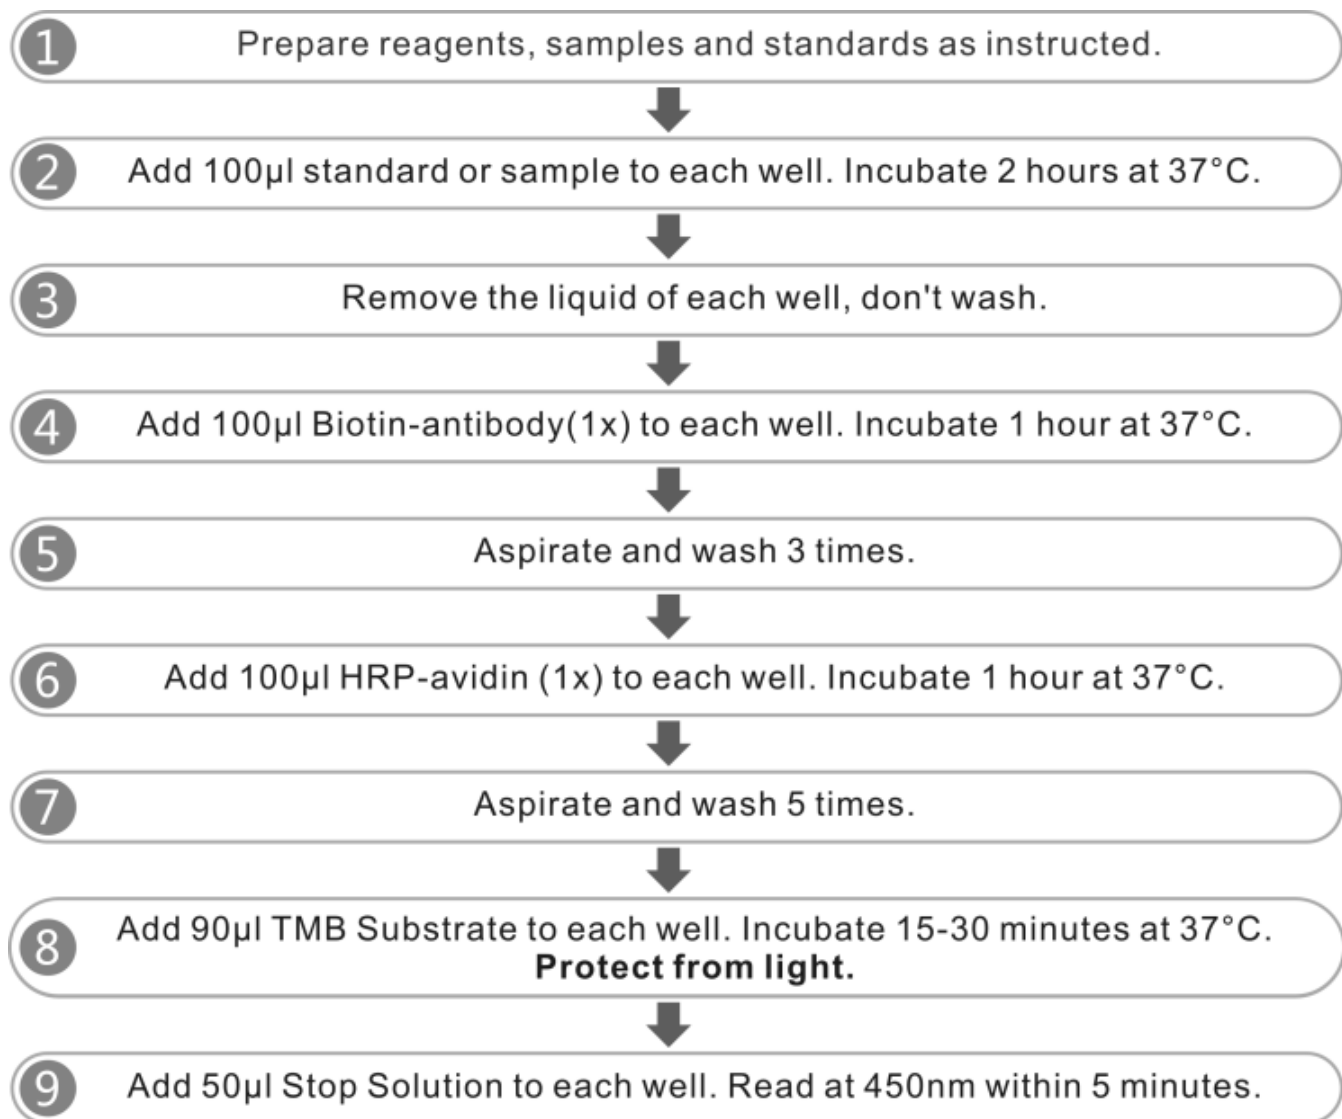 1 Prepare reagents, samples and standards as instructed.
2 Add 100µl standard or sample to each well. Incubate 2 hours at 37°C.
3 Remove the liquid of each well, don't wash.
4 Add 100µl Biotin-antibody(1x) to each well. Incubate 1 hour at 37°C.
5 Aspirate and wash 3 times.
6 Add 100µl HRP-avidin (1x) to each well. Incubate 1 hour at 37°C.
7 Aspirate and wash 5 times.
8 Add 90µl TMB Substrate to each well. Incubate 15-30 minutes at 37°C.
Protect from light.
9 Add 50µl Stop Solution to each well. Read at 450nm within 5 minutes.